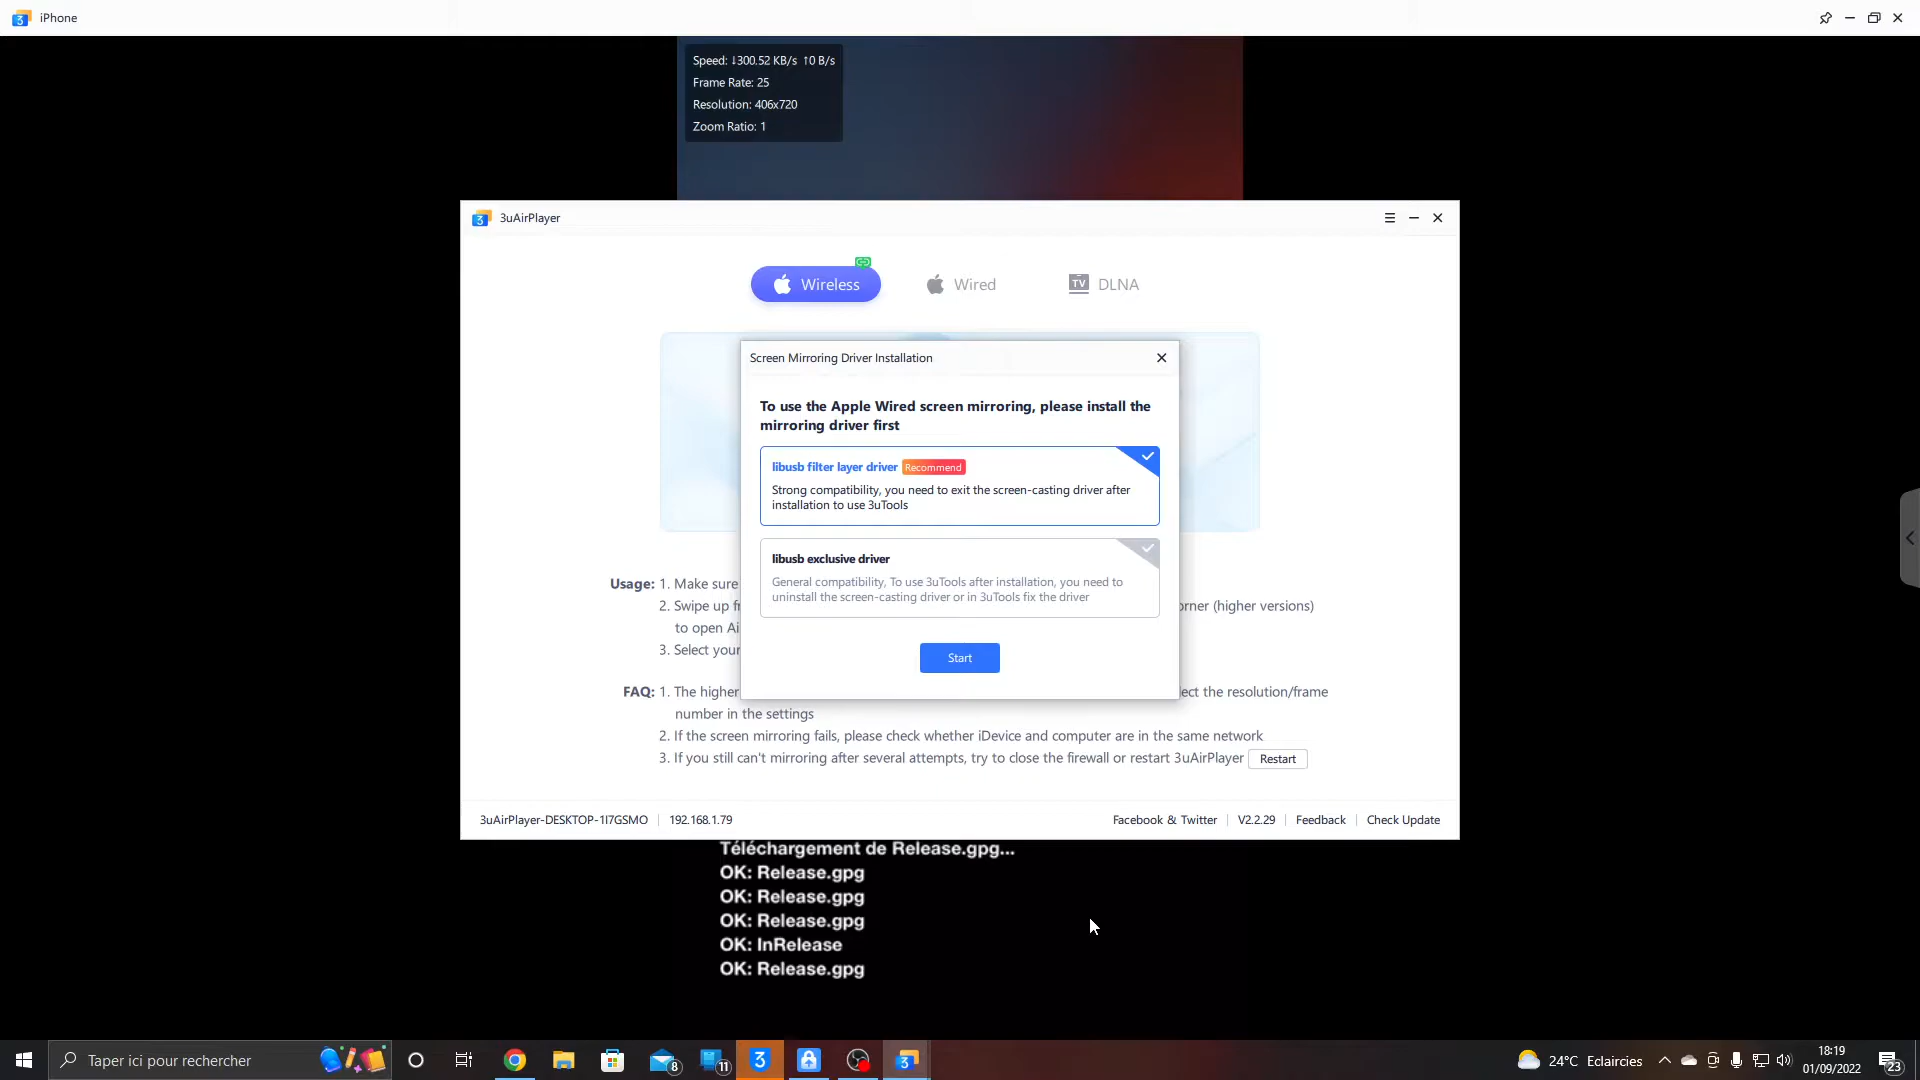 iPhone
Speed: ↓300.52 KB/s ↑0 B/s
Frame Rate: 25
Resolution: 406x720
Zoom Ratio: 1
3uAirPlayer
Wireless
Wired
TV DLNA
Screen Mirroring Driver Installation
To use the Apple Wired screen mirroring, please install the
mirroring driver first
libusb filter layer driver Recommend
Strong compatibility, you need to exit the screen-casting driver after
installation to use 3uTools
libusb exclusive driver
General compatibility, To use 3uTools after installation, you need to
uninstall the screen-casting driver or in 3uTools fix the driver
Start
Usage: 1. Make sure
2. Swipe up fr orner (higher versions)
to open Ai
3. Select your
FAQ: 1. The higher lect the resolution/frame
number in the settings
2. If the screen mirroring fails, please check whether iDevice and computer are in the same network
3. If you still can't mirroring after several attempts, try to close the firewall or restart 3uAirPlayer Restart
3uAirPlayer-DESKTOP-1I7GSMO 192.168.1.79 Facebook & Twitter V2.2.29 Feedback Check Update
Téléchargement de Release.gpg...
OK: Release.gpg
OK: Release.gpg
OK: Release.gpg
OK: InRelease
OK: Release.gpg
Taper ici pour rechercher
8
11
3
3
24°C Eclaircies
18:19
01/09/2022
23